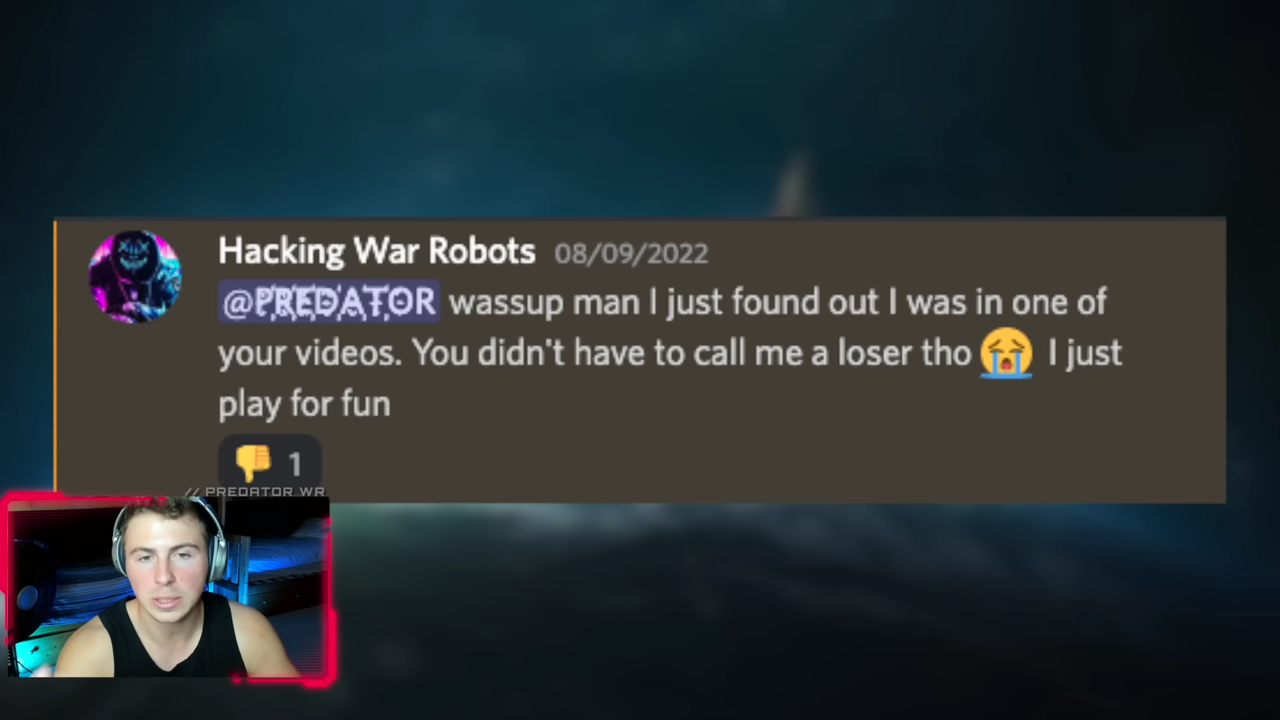 Hacking War Robots 08/09/2022
@PREDATOR wassup man I just found out I was in one of
your videos. You didn't have to call me a loser tho 😭 I just
play for fun
👎 1
// PREDATOR WR